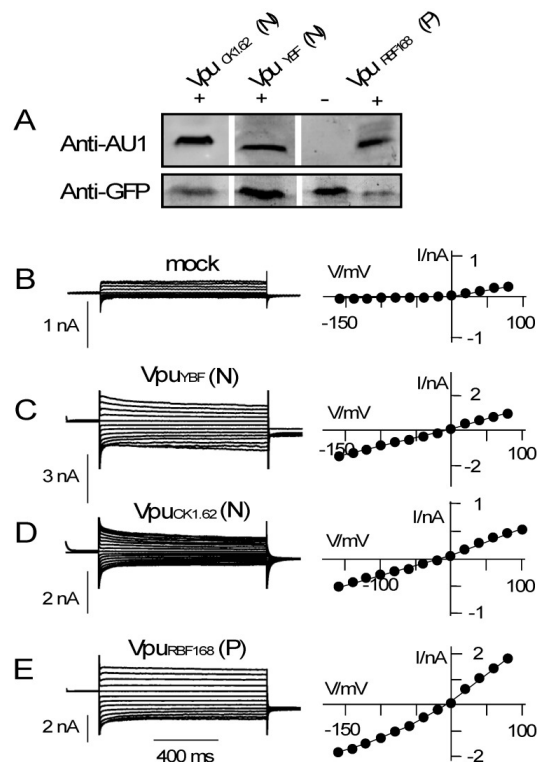 Vpu CK1.62 (N)
Vpu YBF (N)
Vpu RBF168 (P)
+ + - +
A
Anti-AU1
Anti-GFP
B
mock
1 nA
I/nA
V/mV
1
-150
100
-1
C
VpuYBF (N)
3 nA
I/nA
V/mV
2
-150
100
-2
D
VpuCK1.62 (N)
2 nA
I/nA
V/mV
1
-100
100
-1
E
VpuRBF168 (P)
2 nA
400 ms
I/nA
V/mV
2
-150
100
-2